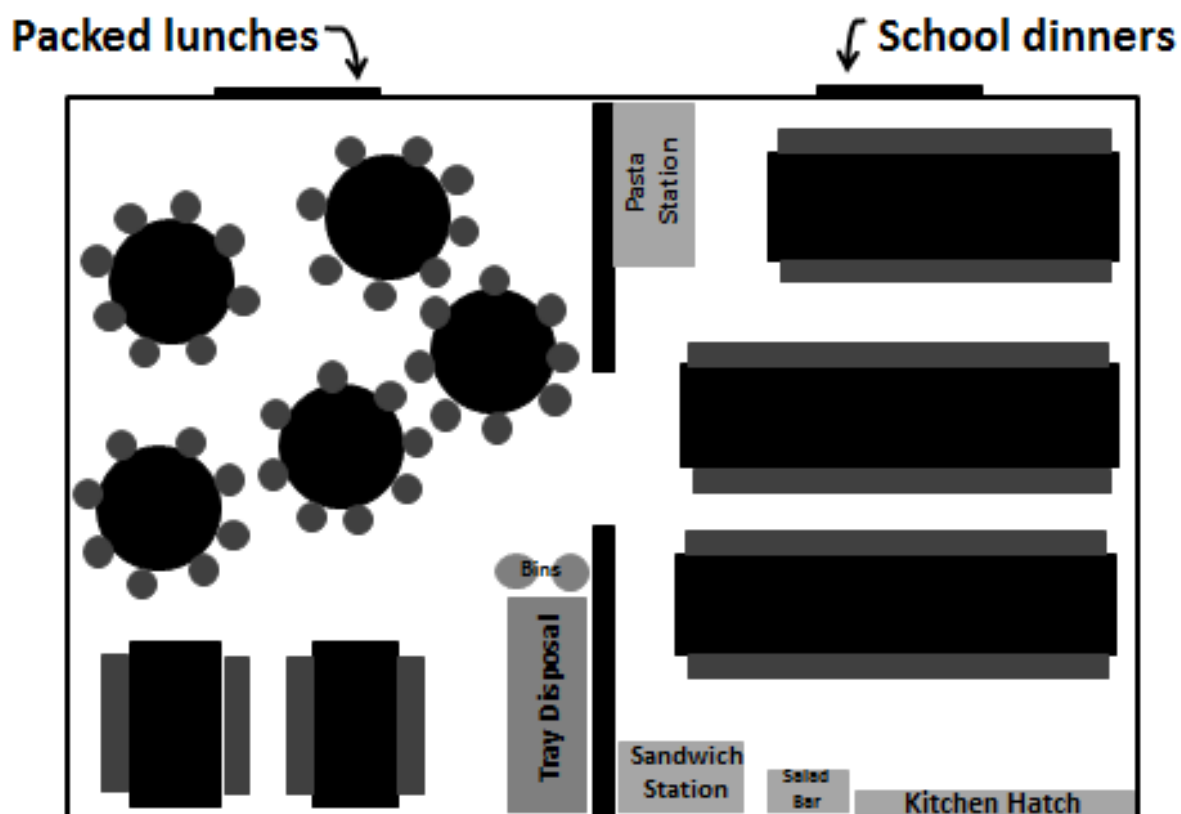 Packed lunches
School dinners
Pasta
Station
Bins
Tray Disposal
Sandwich
Station
Salad
Bar
Kitchen Hatch